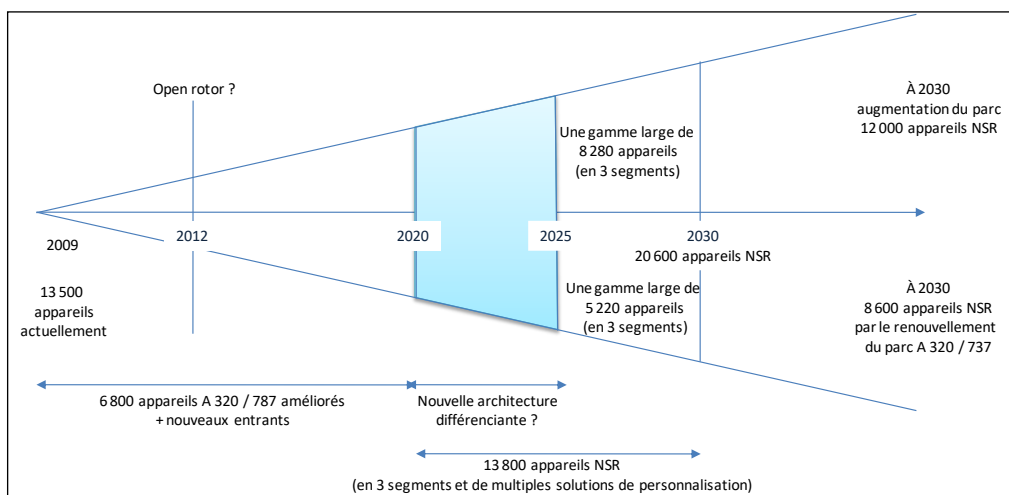 Open rotor ?
À 2030
augmentation du parc
12 000 appareils NSR
Une gamme large de
8 280 appareils
(en 3 segments)
2009
2012
2020
2025
2030
20 600 appareils NSR
13 500
appareils
actuellement
Une gamme large de
5 220 appareils
(en 3 segments)
À 2030
8 600 appareils NSR
par le renouvellement
du parc A 320 / 737
6 800 appareils A 320 / 787 améliorés
+ nouveaux entrants
Nouvelle architecture
différenciante ?
13 800 appareils NSR
(en 3 segments et de multiples solutions de personnalisation)